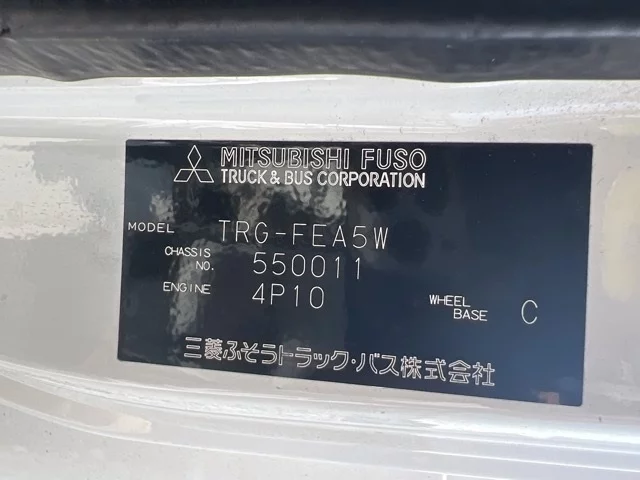 MITSUBISHI FUSO
TRUCK & BUS CORPORATION
MODEL TRG-FEA5W
CHASSIS NO. 550011
ENGINE 4P10
WHEEL BASE C
三菱ふそうトラック・バス株式会社